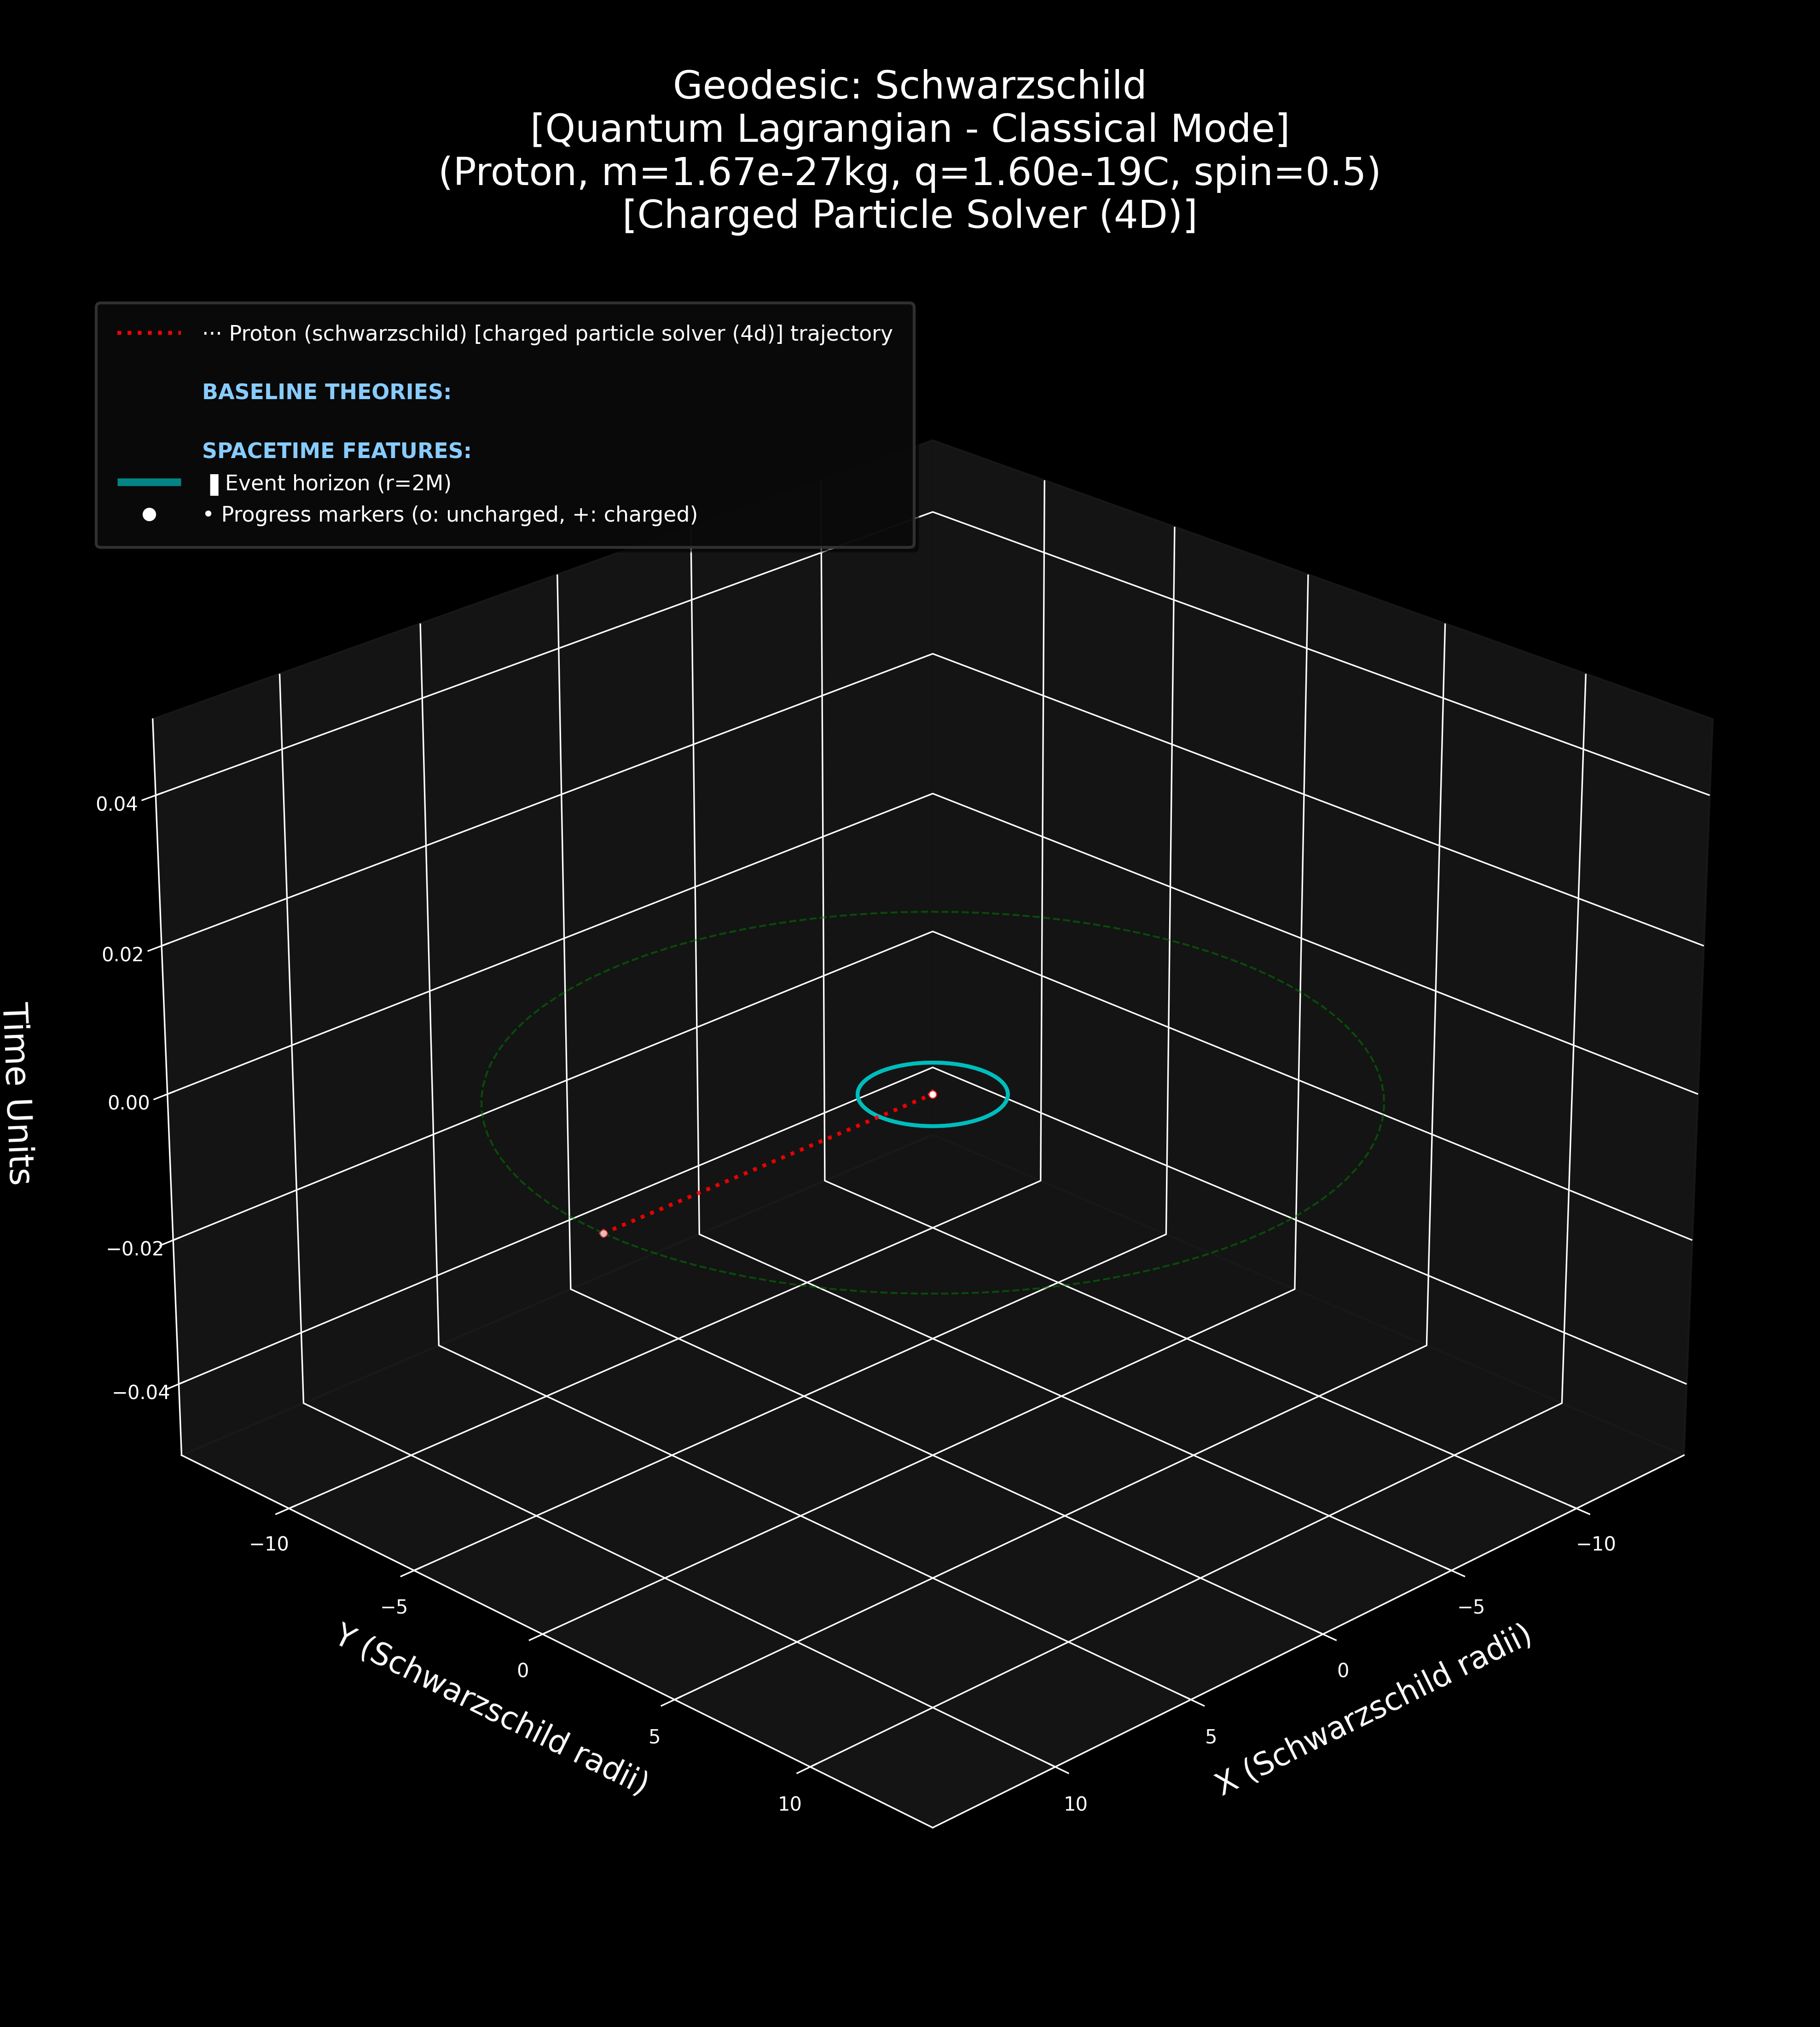 Geodesic: Schwarzschild
[Quantum Lagrangian - Classical Mode]
(Proton, m=1.67e-27kg, q=1.60e-19C, spin=0.5)
[Charged Particle Solver (4D)]
··· Proton (schwarzschild) [charged particle solver (4d)] trajectory
BASELINE THEORIES:
SPACETIME FEATURES:
▐ Event horizon (r=2M)
• Progress markers (o: uncharged, +: charged)
0.04
0.02
0.00
−0.02
−0.04
Time Units
−10
−5
0
5
10
Y (Schwarzschild radii)
−10
−5
0
5
10
X (Schwarzschild radii)